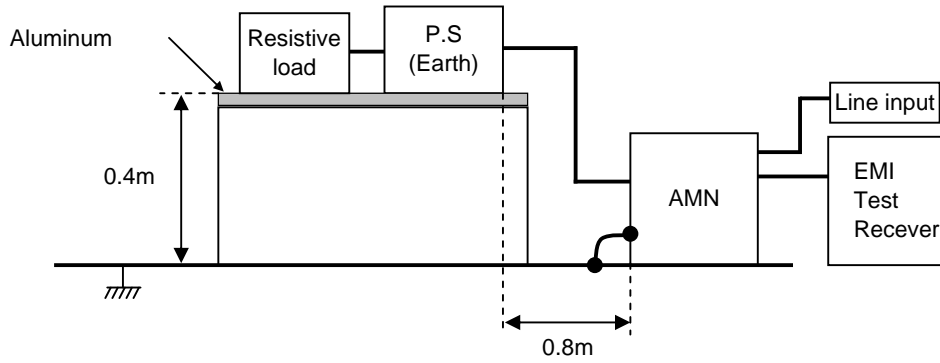 Aluminum
Resistive
load
P.S
(Earth)
Line input
0.4m
AMN
EMI
Test
Recever
0.8m